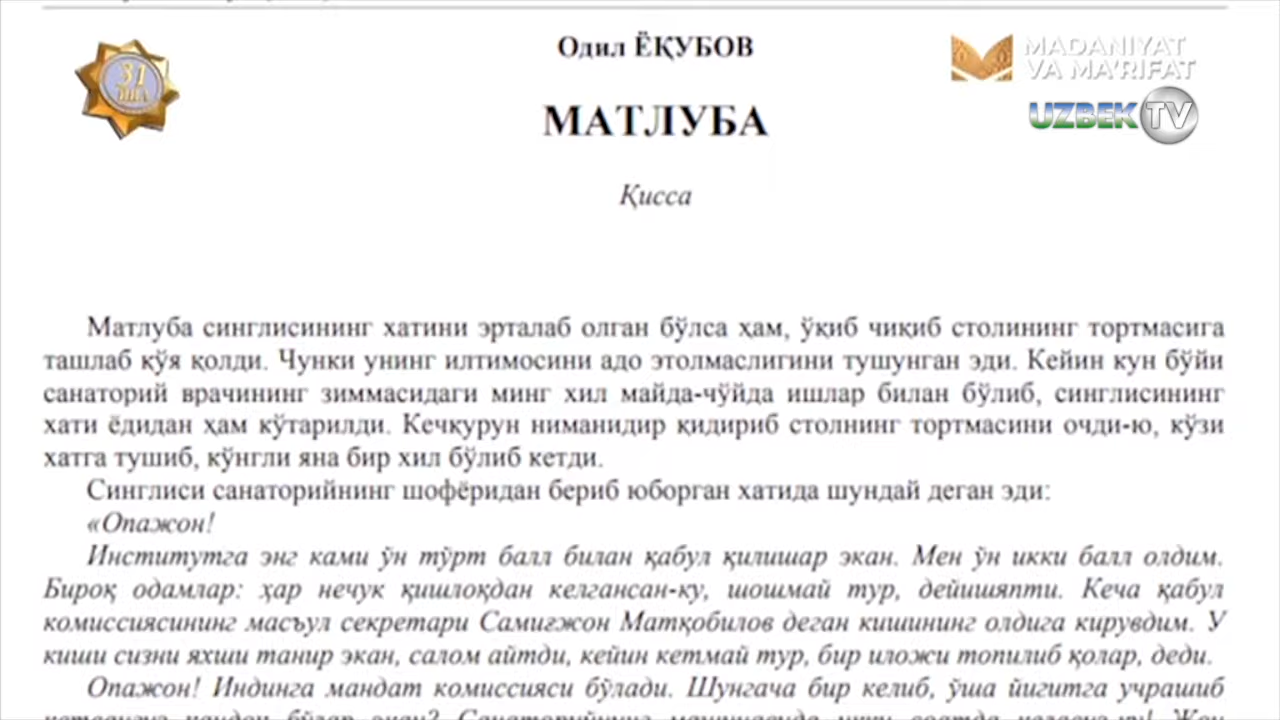 Одил ЁҚУБОВ
MADANIYAT
VA MA'RIFAT
31
UZBEK TV
МАТЛУБА
Қисса
Матлуба синглисининг хатини эрталаб олган бўлса ҳам, ўқиб чиқиб столининг тортмасига
ташлаб қўя қолди. Чунки унинг илтимосини адо этолмаслигини тушунган эди. Кейин кун бўйи
санаторий врачининг зиммасидаги минг хил майда-чўйда ишлар билан бўлиб, синглисининг
хати ёдидан ҳам кўтарилди. Кечқурун ниманидир қидириб столнинг тортмасини очди-ю, кўзи
хатга тушиб, кўнгли яна бир хил бўлиб кетди.
Синглиси санаторийнинг шофёридан бериб юборган хатида шундай деган эди:
«Опажон!
Институтга энг ками ўн тўрт балл билан қабул қилишар экан. Мен ўн икки балл олдим.
Бироқ одамлар: ҳар нечук қишлоқдан келгансан-ку, шошмай тур, дейишяпти. Кеча қабул
комиссиясининг масъул секретари Самиғжон Матқобилов деган кишининг олдига кирувдим. У
киши сизни яхши танир экан, салом айтди, кейин кетмай тур, бир иложи топилиб қолар, деди.
Опажон! Индинга мандат комиссияси бўлади. Шунгача бир келиб, ўша йигитга учрашиб